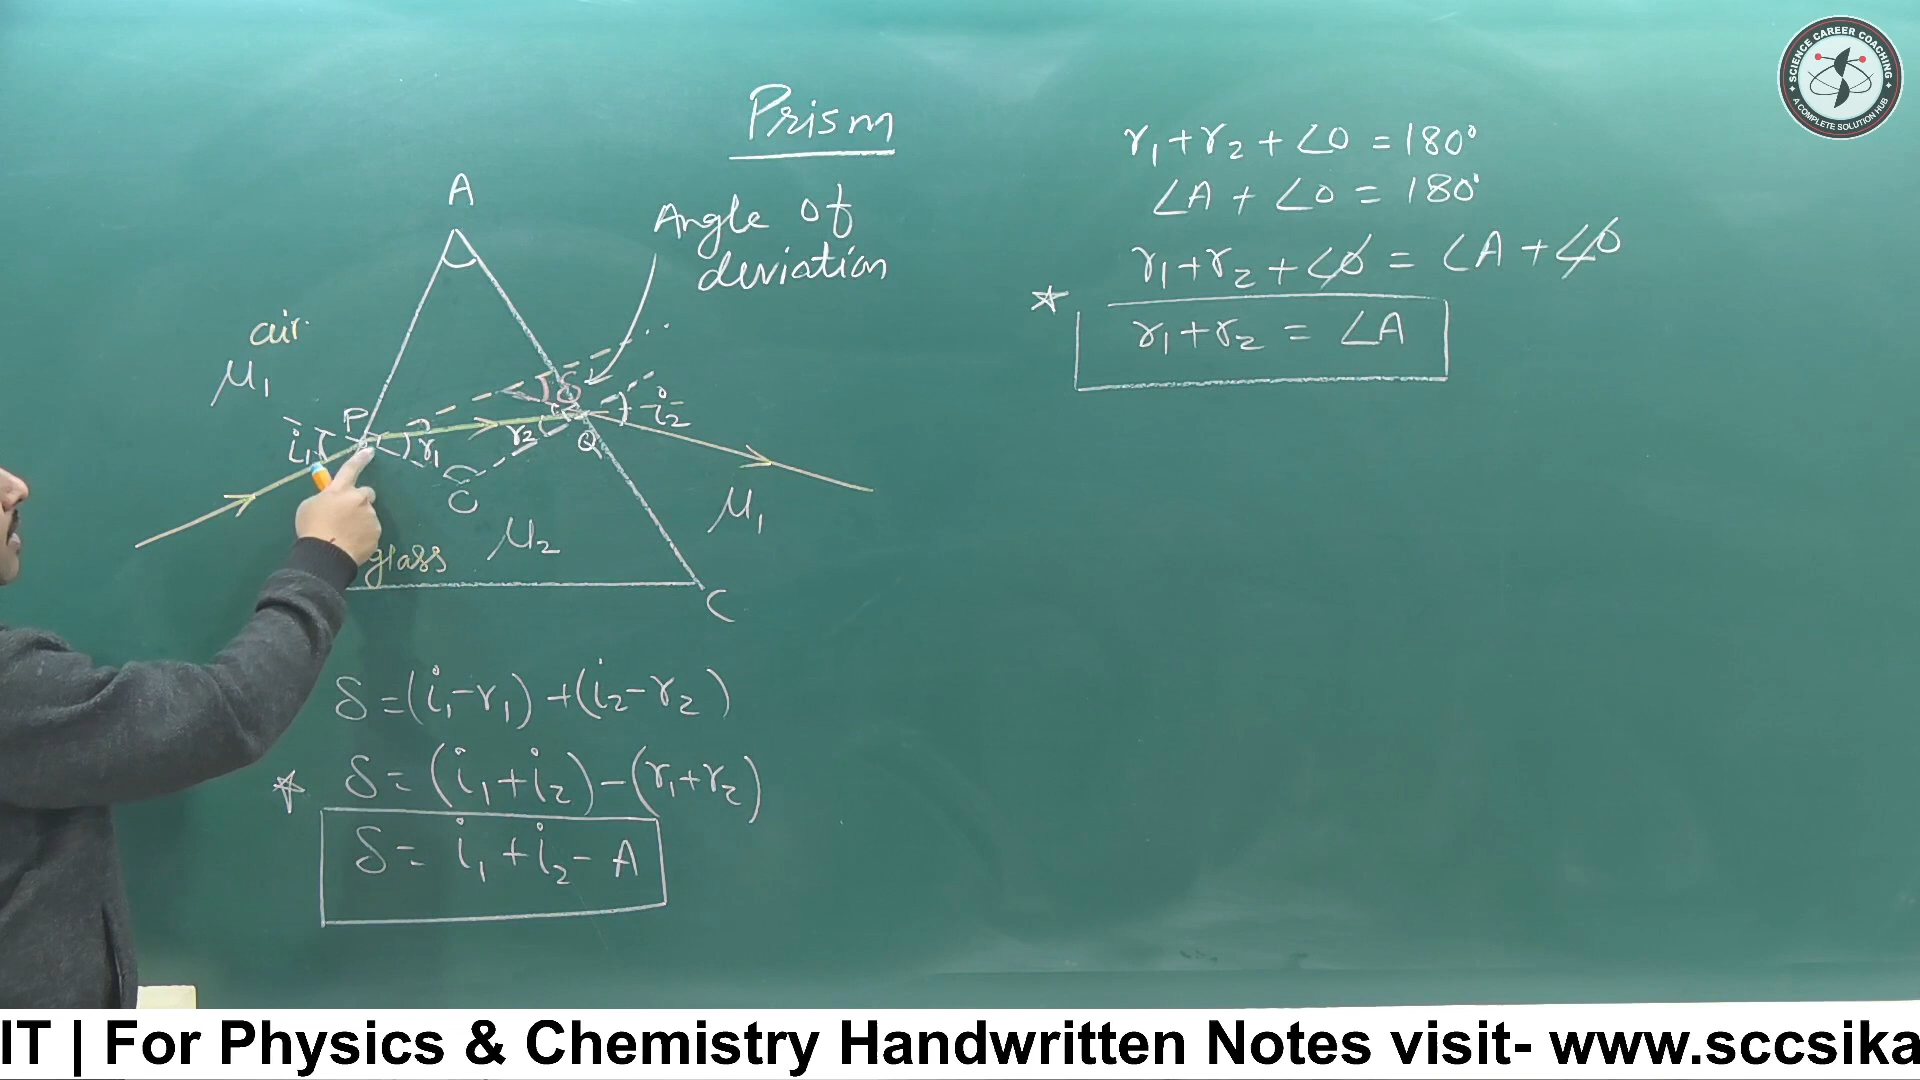 Prism
A
Angle of
deviation
air
μ₁
P
i₁
r₁
r₂
δ
Q
i₂
O
μ₂
μ₁
glass
C
δ = (i₁ - r₁) + (i₂ - r₂)
☆ δ = (i₁ + i₂) - (r₁ + r₂)
δ = i₁ + i₂ - A
r₁ + r₂ + ∠O = 180°
∠A + ∠O = 180°
r₁ + r₂ + ∠O = ∠A + ∠O
☆ r₁ + r₂ = ∠A
SCIENCE CAREER COACHING
A COMPLETE SOLUTION HUB
IT | For Physics & Chemistry Handwritten Notes visit- www.sccsika